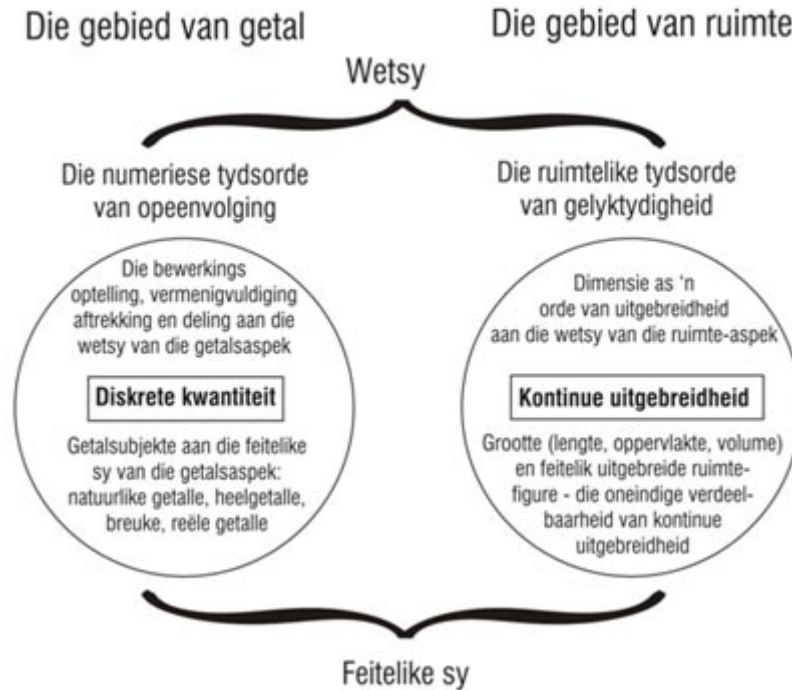 Die gebied van getal
Die gebied van ruimte
Wetsy
Die numeriese tydsorde
van opeenvolging
Die bewerkings
optelling, vermenigvuldiging
aftrekking en deling aan die
wetsy van die getalsaspek
Diskrete kwantiteit
Getalsubjekte aan die feitelike
sy van die getalsaspek:
natuurlike getalle, heelgetalle,
breuke, reële getalle
Die ruimtelike tydsorde
van gelyktydigheid
Dimensie as ‘n
orde van uitgebreidheid
aan die wetsy van die ruimte-aspek
Kontinue uitgebreidheid
Grootte (lengte, oppervlakte, volume)
en feitelik uitgebreide ruimte-
figure - die oneindige verdeel-
baarheid van kontinue
uitgebreidheid
Feitelike sy